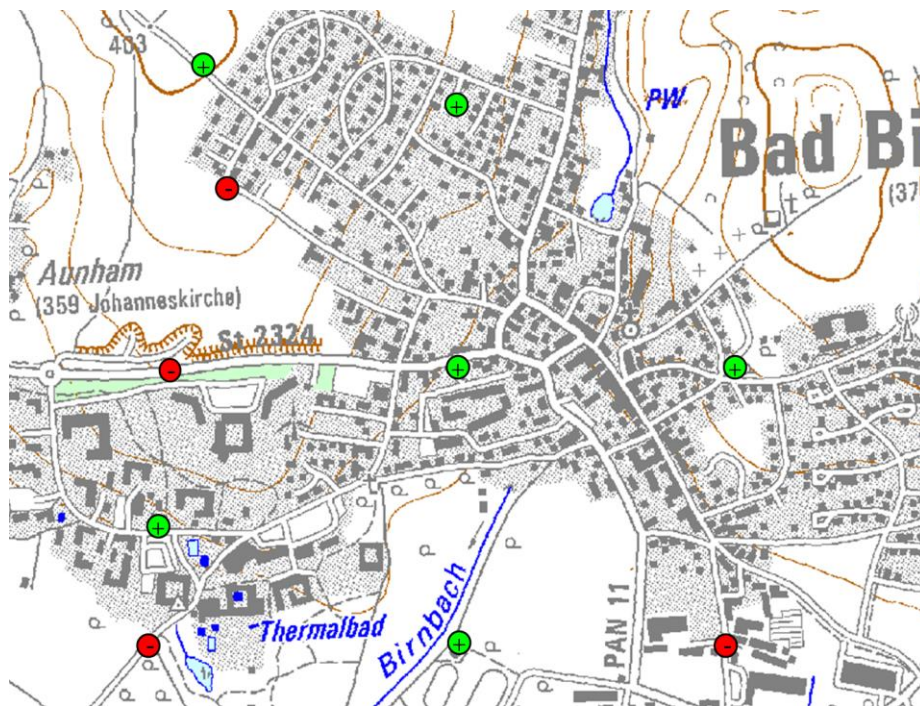 403
PW
Bad Bi
(37
Aunham
(359 Johanneskirche)
St 2324
+
+
-
-
+
+
+
Thermalbad
Birnbach
PAN 11
-
+
-